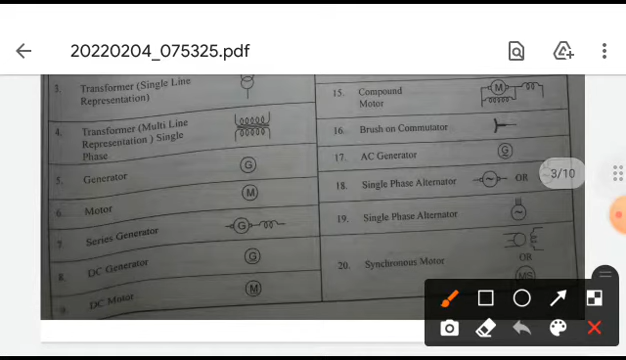 20220204_075325.pdf
3. Transformer (Single Line
Representation)
4. Transformer (Multi Line
Representation ) Single
Phase
5. Generator G
6. Motor M
7. Series Generator G
8. DC Generator G
9. DC Motor M
15. Compound
Motor M
16. Brush on Commutator
17. AC Generator G
18. Single Phase Alternator ~ OR
19. Single Phase Alternator ~
20. Synchronous Motor
OR
MS
3/10